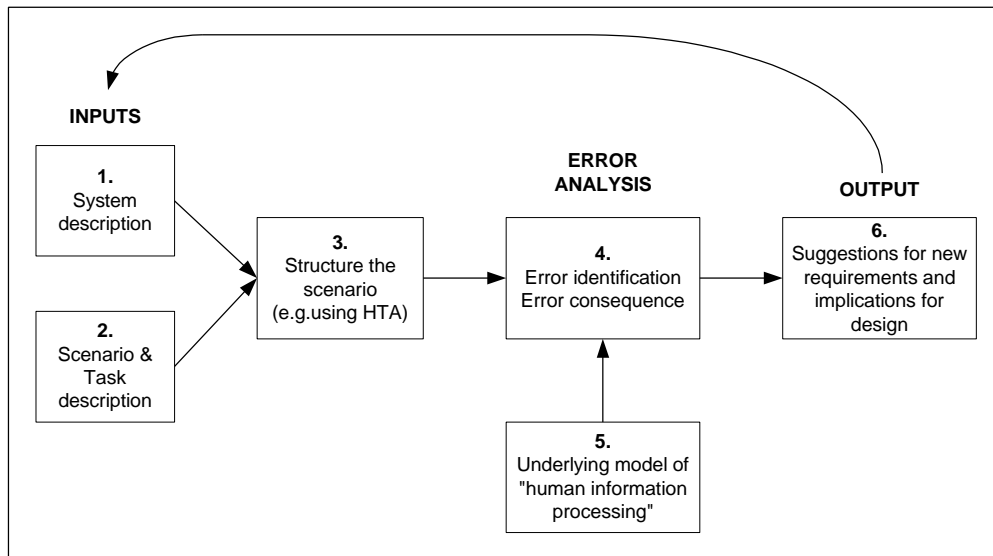 INPUTS
1.
System
description
2.
Scenario &
Task
description
3.
Structure the
scenario
(e.g.using HTA)
ERROR
ANALYSIS
4.
Error identification
Error consequence
5.
Underlying model of
"human information
processing"
OUTPUT
6.
Suggestions for new
requirements and
implications for
design